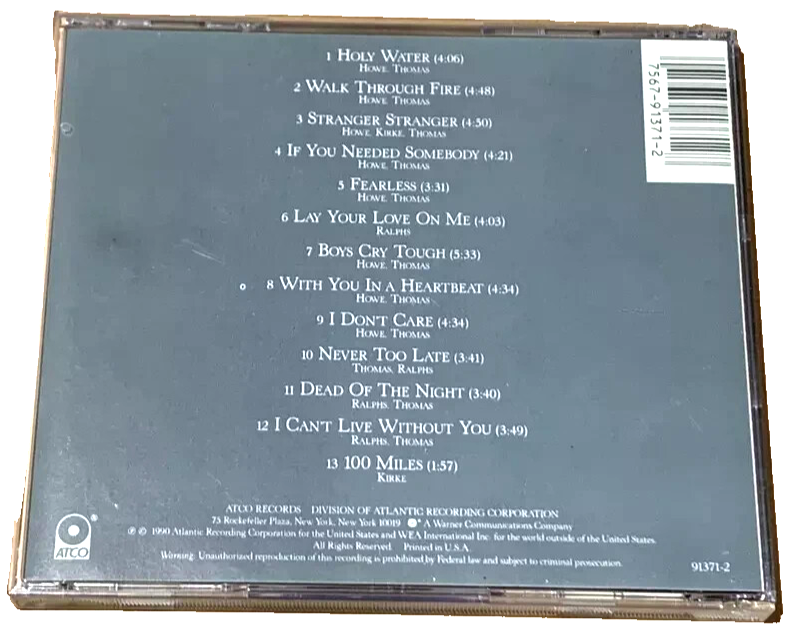 1 Holy Water (4:06)
Howe, Thomas
2 Walk Through Fire (4:48)
Howe, Thomas
3 Stranger Stranger (4:50)
Howe, Kirke, Thomas
4 If You Needed Somebody (4:21)
Howe, Thomas
5 Fearless (3:31)
Howe, Thomas
6 Lay Your Love On Me (4:03)
Ralphs
7 Boys Cry Tough (5:33)
Howe, Thomas
8 With You In a Heartbeat (4:34)
Howe, Thomas
9 I Don't Care (4:34)
Howe, Thomas
10 Never Too Late (3:41)
Thomas, Ralphs
11 Dead Of The Night (3:40)
Ralphs, Thomas
12 I Can't Live Without You (3:49)
Ralphs, Thomas
13 100 Miles (1:57)
Kirke
7567-91371-2
ATCO RECORDS DIVISION OF ATLANTIC RECORDING CORPORATION
75 Rockefeller Plaza, New York, New York 10019 A Warner Communications Company
℗ © 1990 Atlantic Recording Corporation for the United States and WEA International Inc. for the world outside of the United States.
All Rights Reserved. Printed in U.S.A.
Warning: Unauthorized reproduction of this recording is prohibited by Federal law and subject to criminal prosecution.
ATCO ®
91371-2